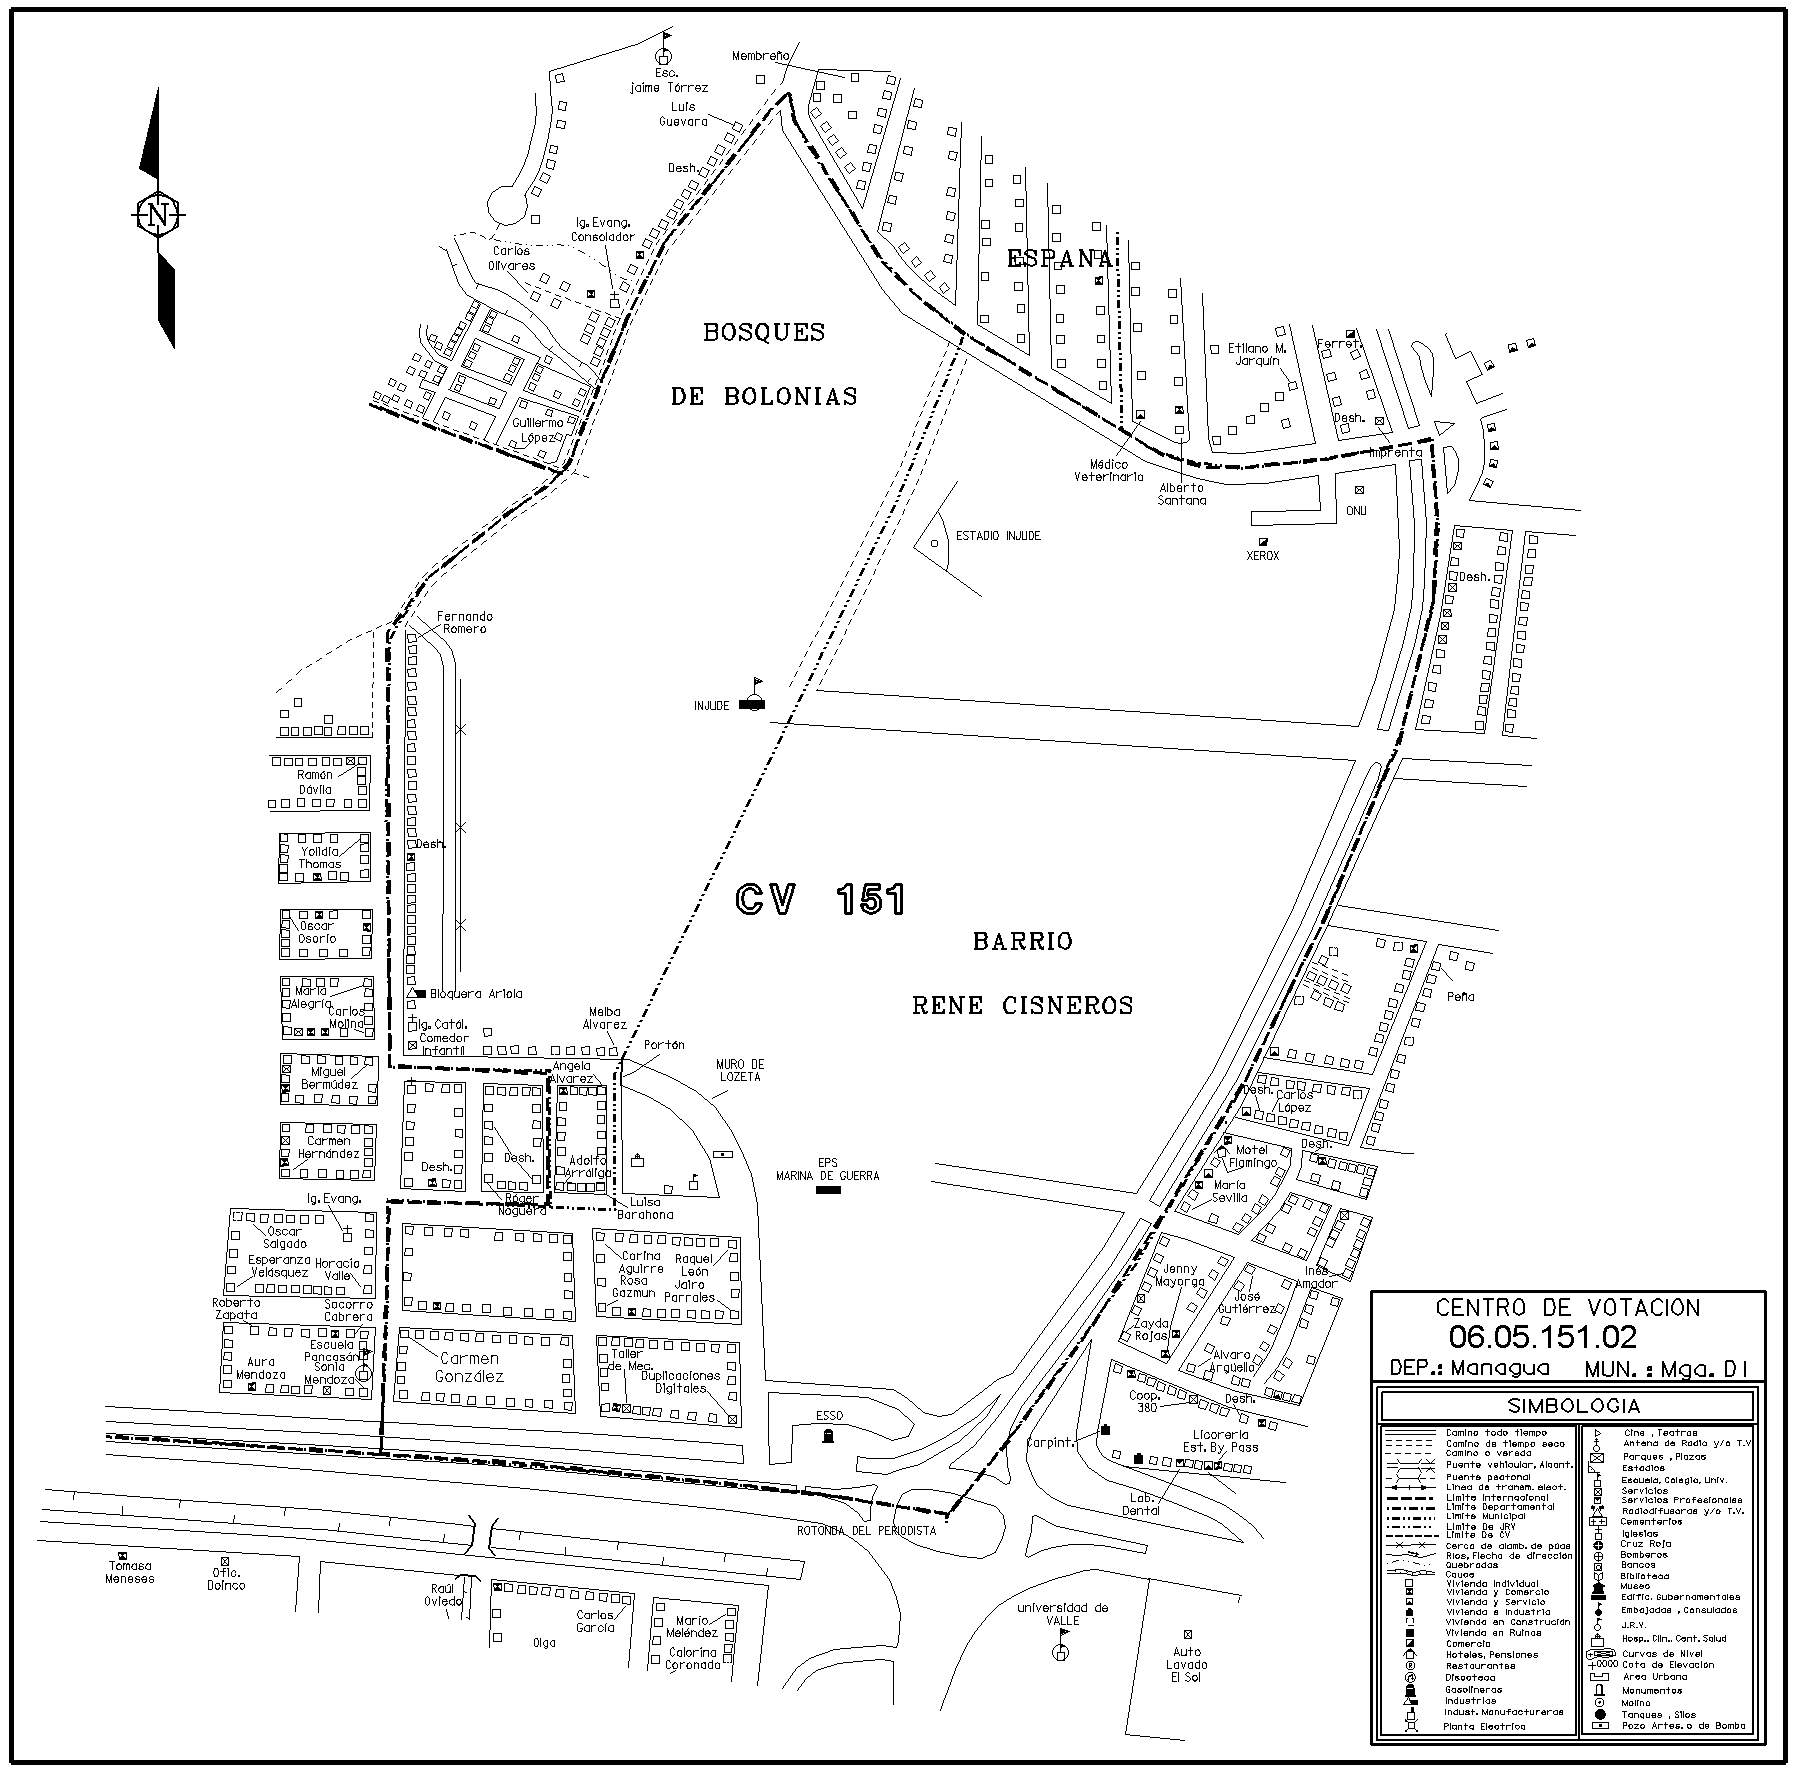 Membreño
Esc.
jaime Tórrez
Luis
Guevara
Desh.
N
Ig. Evang.
Consolador
Carlos
Olivares
ESPANA
BOSQUES
DE BOLONIAS
Etilano M.
Jarquín
Ferret.
Desh.
Imprenta
Guillermo
López
Médico
Veterinaria
Alberto
Santana
ONU
XEROX
ESTADIO INJUDE
Desh.
Fernando
Romero
INJUDE
Ramón
Dávila
Yolidia
Thomas
Desh.
Oscar
Osorio
CV 151
BARRIO
RENE CISNEROS
María
Alegría
Carlos
Molina
Bloquera Ariola
Peña
Ig. Catól.
Comedor
Infantil
Melba
Alvarez
Portón
MURO DE
LOZETA
Angela
Alvarez
Miguel
Bermúdez
Desh.
Carlos
López
Carmen
Hernández
Desh.
Desh.
Adolfo
Arráliga
EPS
MARINA DE GUERRA
Motel
Flamingo
Desh.
María
Sevilla
Ig. Evang.
Róger
Noguera
Luisa
Barahona
Oscar
Salgado
Esperanza
Velásquez
Horacio
Valle
Carina
Aguirre
Rosa
Gazmun
Raquel
León
Jairo
Parrales
Jenny
Mayorga
Inés
Amador
José
Gutiérrez
Roberto
Zapata
Socorro
Cabrera
Zayda
Rojas
Escuela
Pancasán
Sonia
Mendoza
Aura
Mendoza
Carmen
González
Taller
de Mec.
Duplicaciones
Digitales
Alvaro
Argüello
Coop.
380
Desh.
ESSO
Carpint.
Licorería
Est. By Pass
Lab.
Dental
ROTONDA DEL PERIODISTA
Tomasa
Meneses
Ofic.
Doinco
Raúl
Oviedo
Carlos
García
Olga
Mario
Meléndez
Calorina
Coronado
universidad de
VALLE
Auto
Lavado
El Sol
CENTRO DE VOTACION
06.05.151.02
DEP.: Managua MUN. : Mga. D I
SIMBOLOGIA
Camino todo tiempo
Camino de tiempo seco
Camino o vereda
Puente vehicular, Alcant.
Puente peatonal
Línea de transm. elect.
Limite Internacional
Limite Departamental
Limite Municipal
Limite De JRV
Limite De CV
Cerca de alamb. de púas
Ríos, Flecha de dirección
Quebradas
Cauce
Vivienda Individual
Vivienda y Comercio
Vivienda y Servicio
Vivienda e Industria
Vivienda en Construción
Vivienda en Ruinas
Comercio
Hoteles, Pensiones
Restaurantes
Discoteca
Gasolineras
Industrias
Indust. Manufactureras
Planta Electrica
Cine , Teatros
Antena de Radio y/o T.V
Parques , Plazas
Estadios
Escuela, Colegio, Univ.
Servicios
Servicios Profesionales
Radiodifusoras y/o T.V.
Cementerios
Iglesias
Cruz Roja
Bomberos
Bancos
Biblioteca
Museo
Edific. Gubernamentales
Embajadas , Consulados
J.R.V.
Hosp., Clin., Cent. Salud
Curvas de Nivel
Cota de Elevación
Area Urbana
Monumentos
Molino
Tanques , Silos
Pozo Artes. o de Bomba